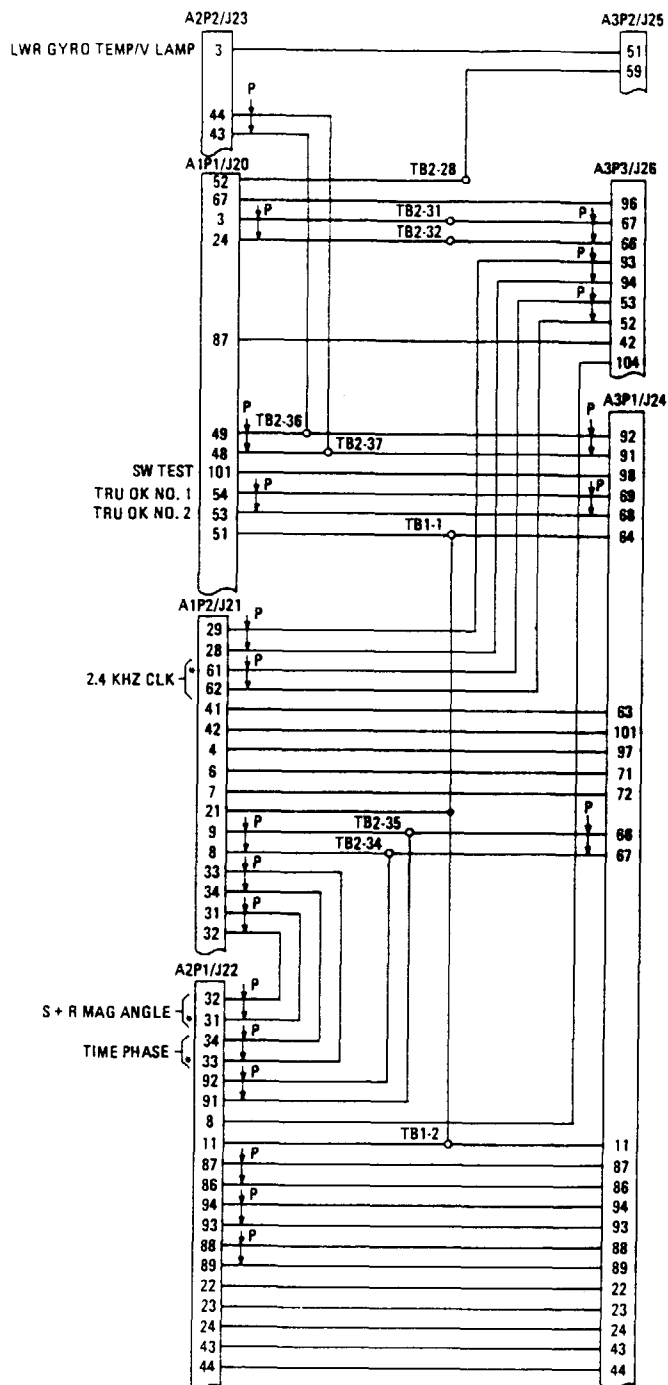 A2P2/J23 A3P2/J25
LWR GYRO TEMP/V LAMP 3 51
59
P
44
43
A1P1/J20 A3P3/J26
52 TB2-28
67 96
P 3 TB2-31 P 67
24 TB2-32 66
P 93
94
P 53
52
87 42
104
A3P1/J24
P TB2-36 P
49 92
48 TB2-37 91
SW TEST 101 98
TRU OK NO. 1 54 P P 69
TRU OK NO. 2 53 68
51 TB1-1 64
A1P2/J21
29 P
28
2.4 KHZ CLK * 61 P
62
41 63
42 101
4 97
6 71
7 72
21 P
9 P TB2-35 66
8 TB2-34 67
33 P
34
31 P
32
A2P1/J22
32 P
S + R MAG ANGLE * 31
34 P
TIME PHASE * 33
92 P
91
8
11 TB1-2 11
87 P 87
86 86
94 P 94
93 93
88 P 88
89 89
22 22
23 23
24 24
43 43
44 44